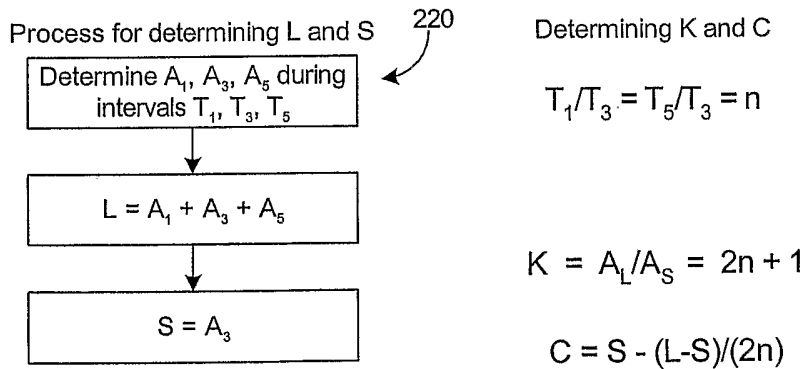 Process for determining L and S
220
Determine A₁, A₃, A₅ during
intervals T₁, T₃, T₅
L = A₁ + A₃ + A₅
S = A₃
Determining K and C
T₁/T₃ = T₅/T₃ = n
K = A_L/A_S = 2n + 1
C = S - (L-S)/(2n)